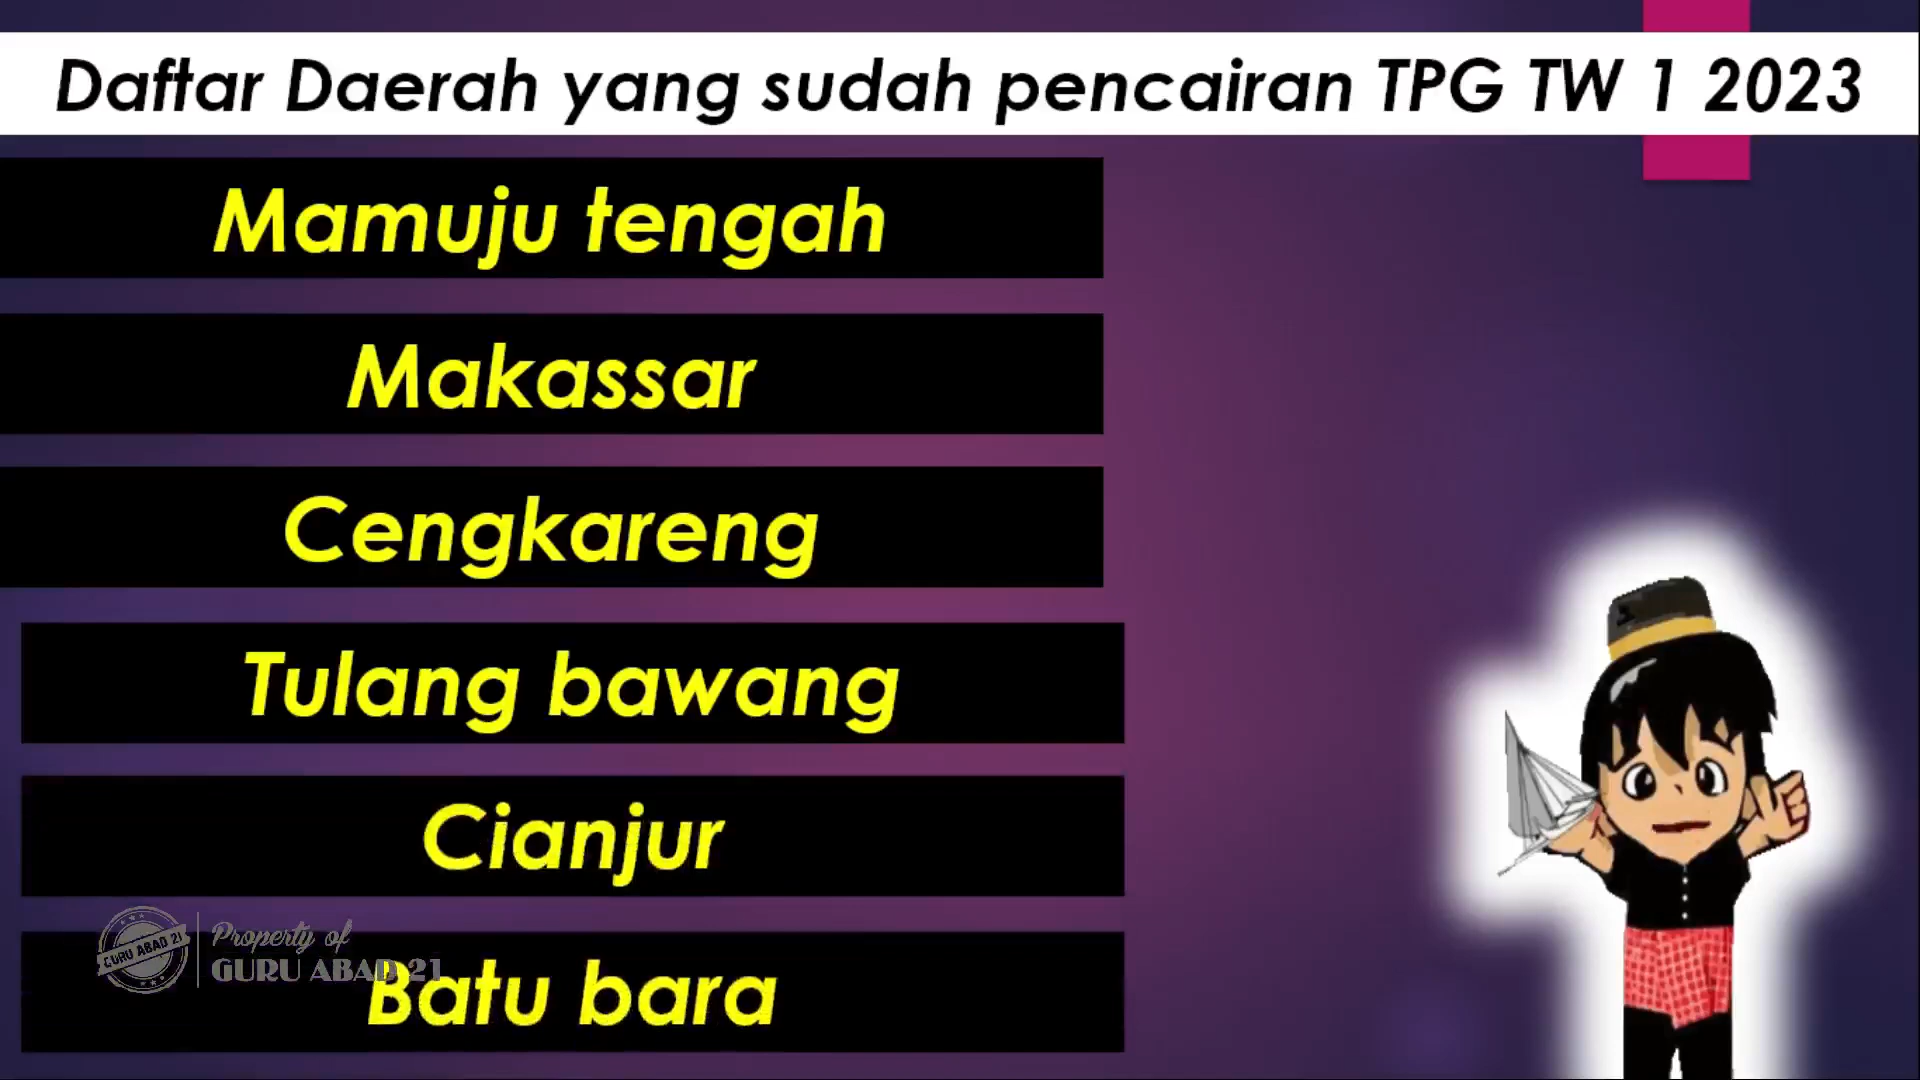 Daftar Daerah yang sudah pencairan TPG TW 1 2023
Mamuju tengah
Makassar
Cengkareng
Tulang bawang
Cianjur
Batu bara
GURU ABAD 21
Property of
GURU ABAD 21